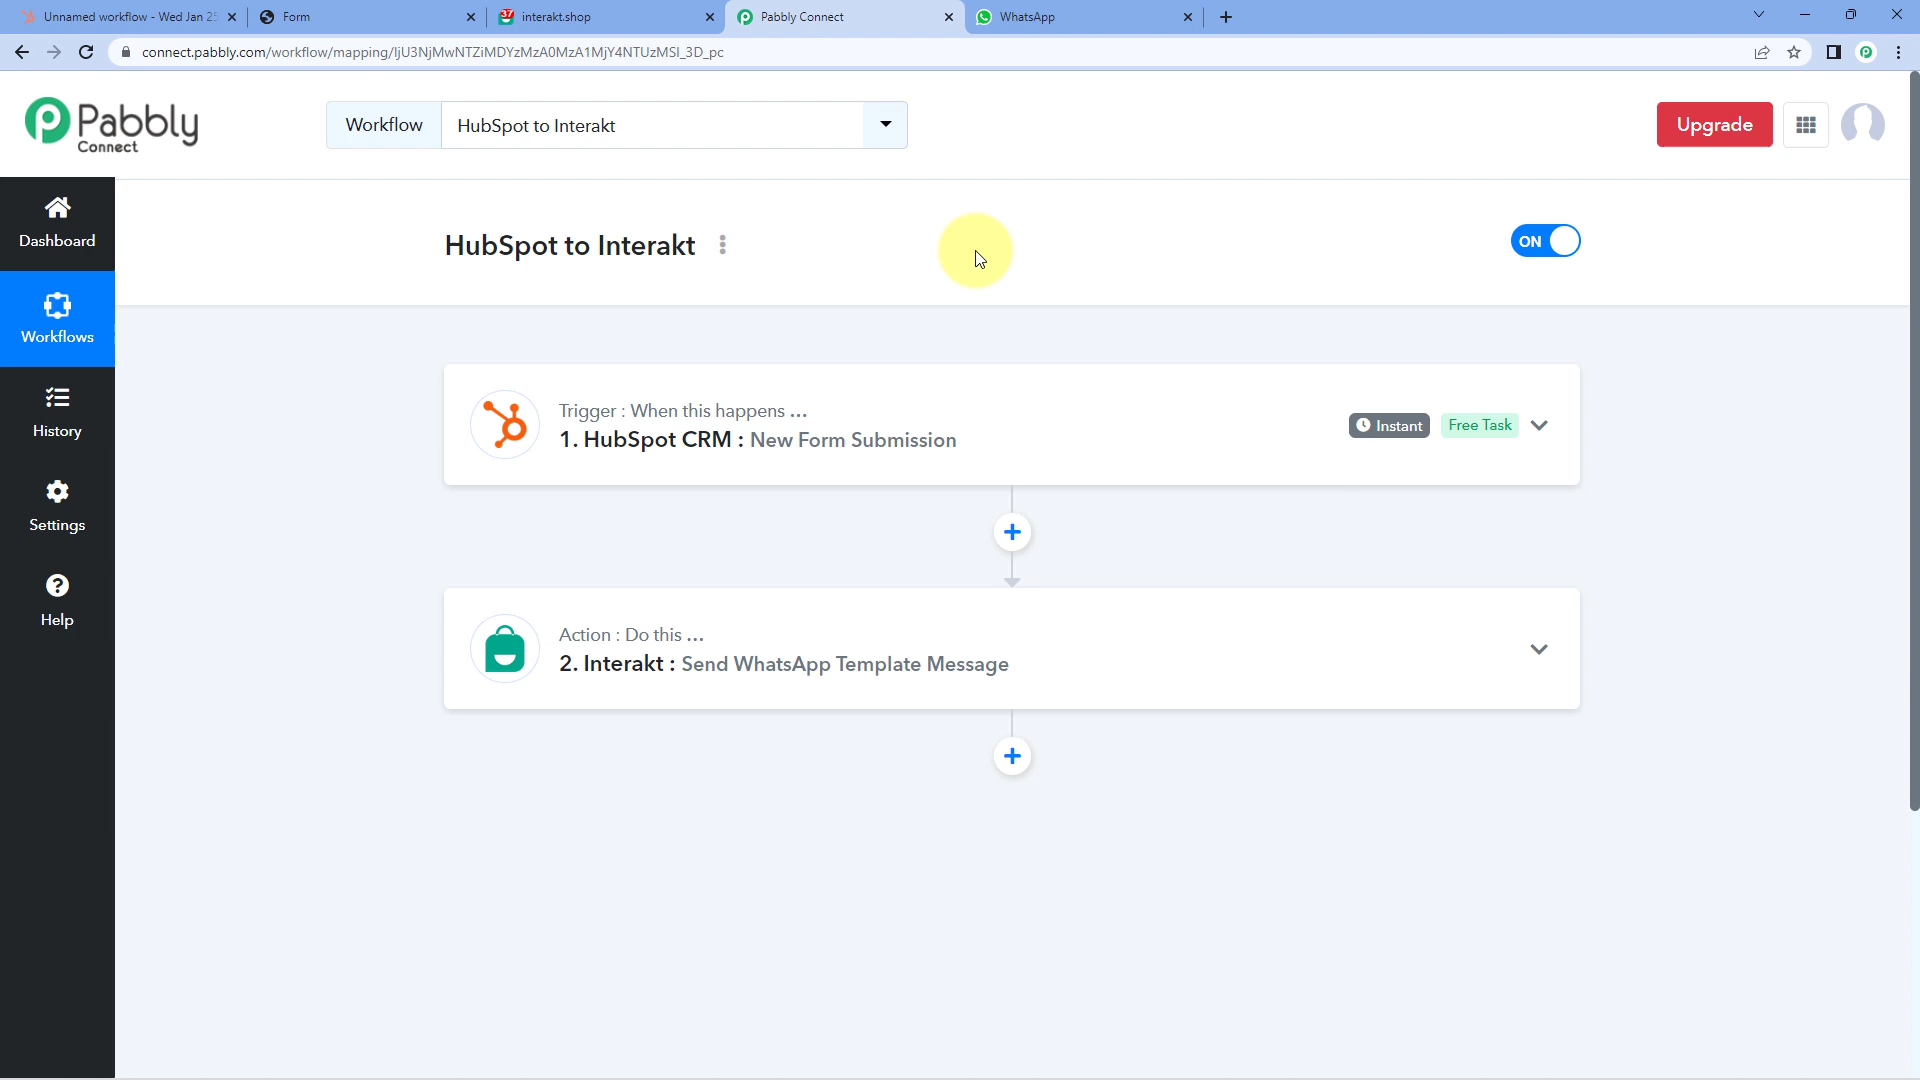 Unnamed workflow - Wed Jan 25
Form
37
interakt.shop
Pabbly Connect
WhatsApp
connect.pabbly.com/workflow/mapping/IjU3NjMwNTZiMDYzMzA0MzA1MjY4NTUzMSI_3D_pc
Pabbly
Connect
Workflow
HubSpot to Interakt
Upgrade
Dashboard
Workflows
History
Settings
Help
HubSpot to Interakt
ON
Trigger : When this happens ...
1. HubSpot CRM : New Form Submission
Instant
Free Task
Action : Do this ...
2. Interakt : Send WhatsApp Template Message